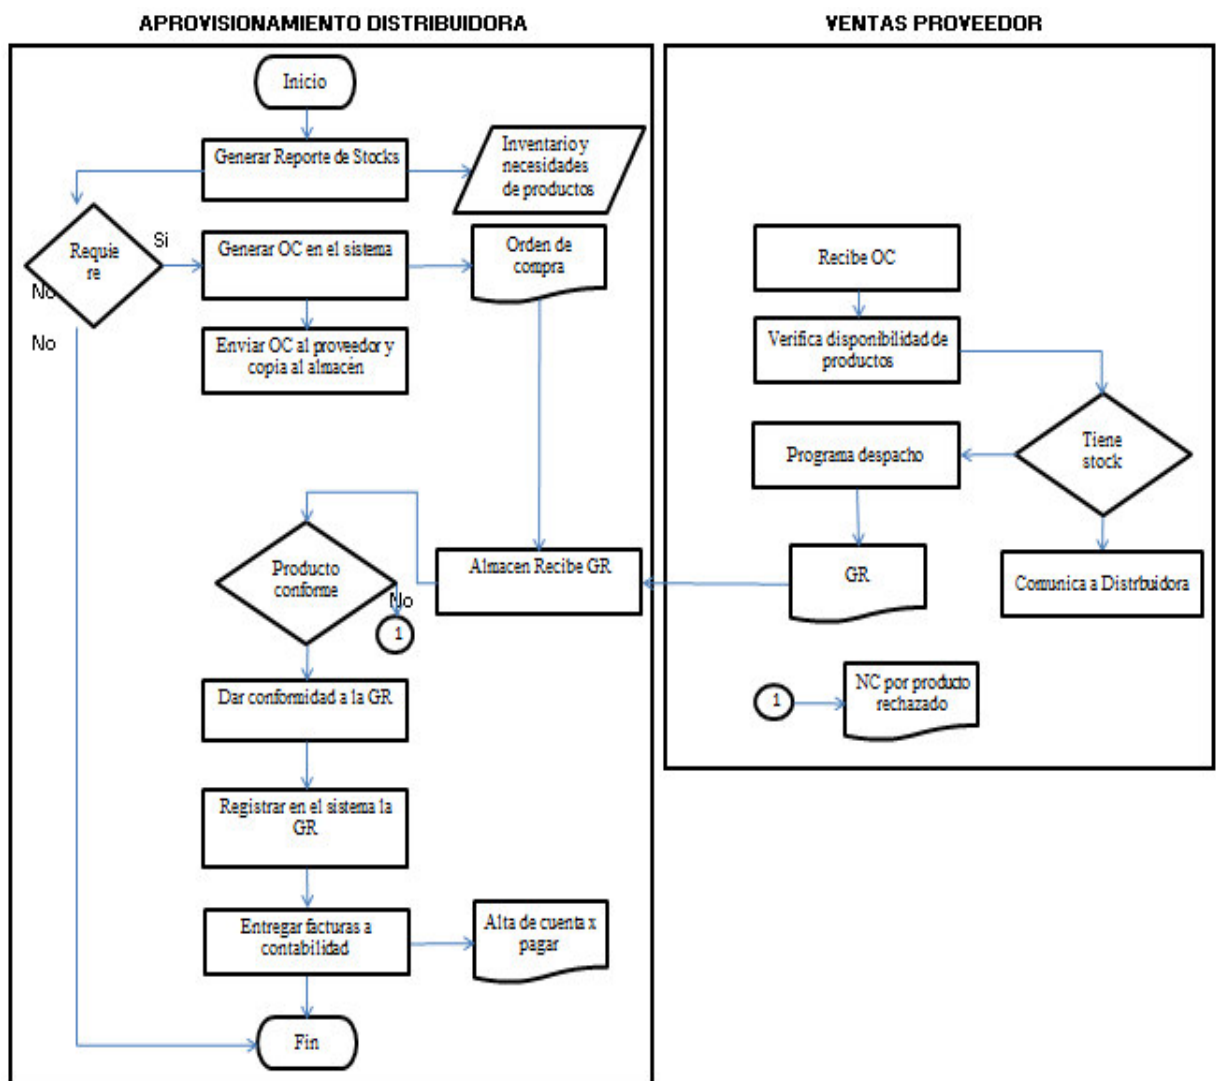 APROVISIONAMIENTO DISTRIBUIDORA
Inicio
Generar Reporte de Stocks
Inventario y
necesidades
de productos
Requie
re
Si
No
No
Generar OC en el sistema
Orden de
compra
Enviar OC al proveedor y
copia al almacén
Producto
conforme
No
1
Almacen Recibe GR
Dar conformidad a la GR
Registrar en el sistema la
GR
Entregar facturas a
contabilidad
Alta de cuenta x
pagar
Fin
VENTAS PROVEEDOR
Recibe OC
Verifica disponibilidad de
productos
Tiene
stock
Programa despacho
GR
Comunica a Distrbuidora
1
NC por producto
rechazado